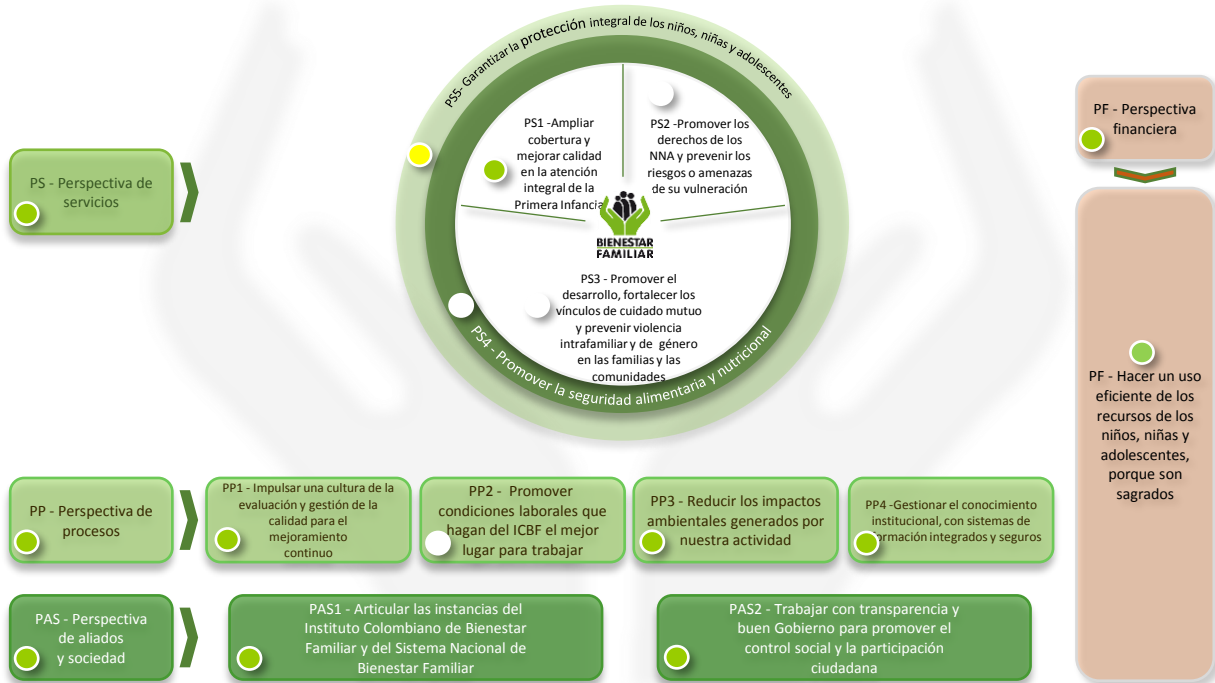 PS5- Garantizar la protección integral de los niños, niñas y adolescentes
PS1 -Ampliar
cobertura y
mejorar calidad
en la atención
integral de la
Primera Infancia
PS2 -Promover los
derechos de los
NNA y prevenir los
riesgos o amenazas
de su vulneración
BIENESTAR
FAMILIAR
PS3 - Promover el
desarrollo, fortalecer los
vínculos de cuidado mutuo
y prevenir violencia
intrafamiliar y de género
en las familias y las
comunidades
PS4 - Promover la seguridad alimentaria y nutricional
PS - Perspectiva de
servicios
PF - Perspectiva
financiera
PF - Hacer un uso
eficiente de los
recursos de los
niños, niñas y
adolescentes,
porque son
sagrados
PP - Perspectiva de
procesos
PP1 - Impulsar una cultura de la
evaluación y gestión de la
calidad para el
mejoramiento
continuo
PP2 - Promover
condiciones laborales que
hagan del ICBF el mejor
lugar para trabajar
PP3 - Reducir los impactos
ambientales generados por
nuestra actividad
PP4 -Gestionar el conocimiento
institucional, con sistemas de
formación integrados y seguros
PAS - Perspectiva
de aliados
y sociedad
PAS1 - Articular las instancias del
Instituto Colombiano de Bienestar
Familiar y del Sistema Nacional de
Bienestar Familiar
PAS2 - Trabajar con transparencia y
buen Gobierno para promover el
control social y la participación
ciudadana